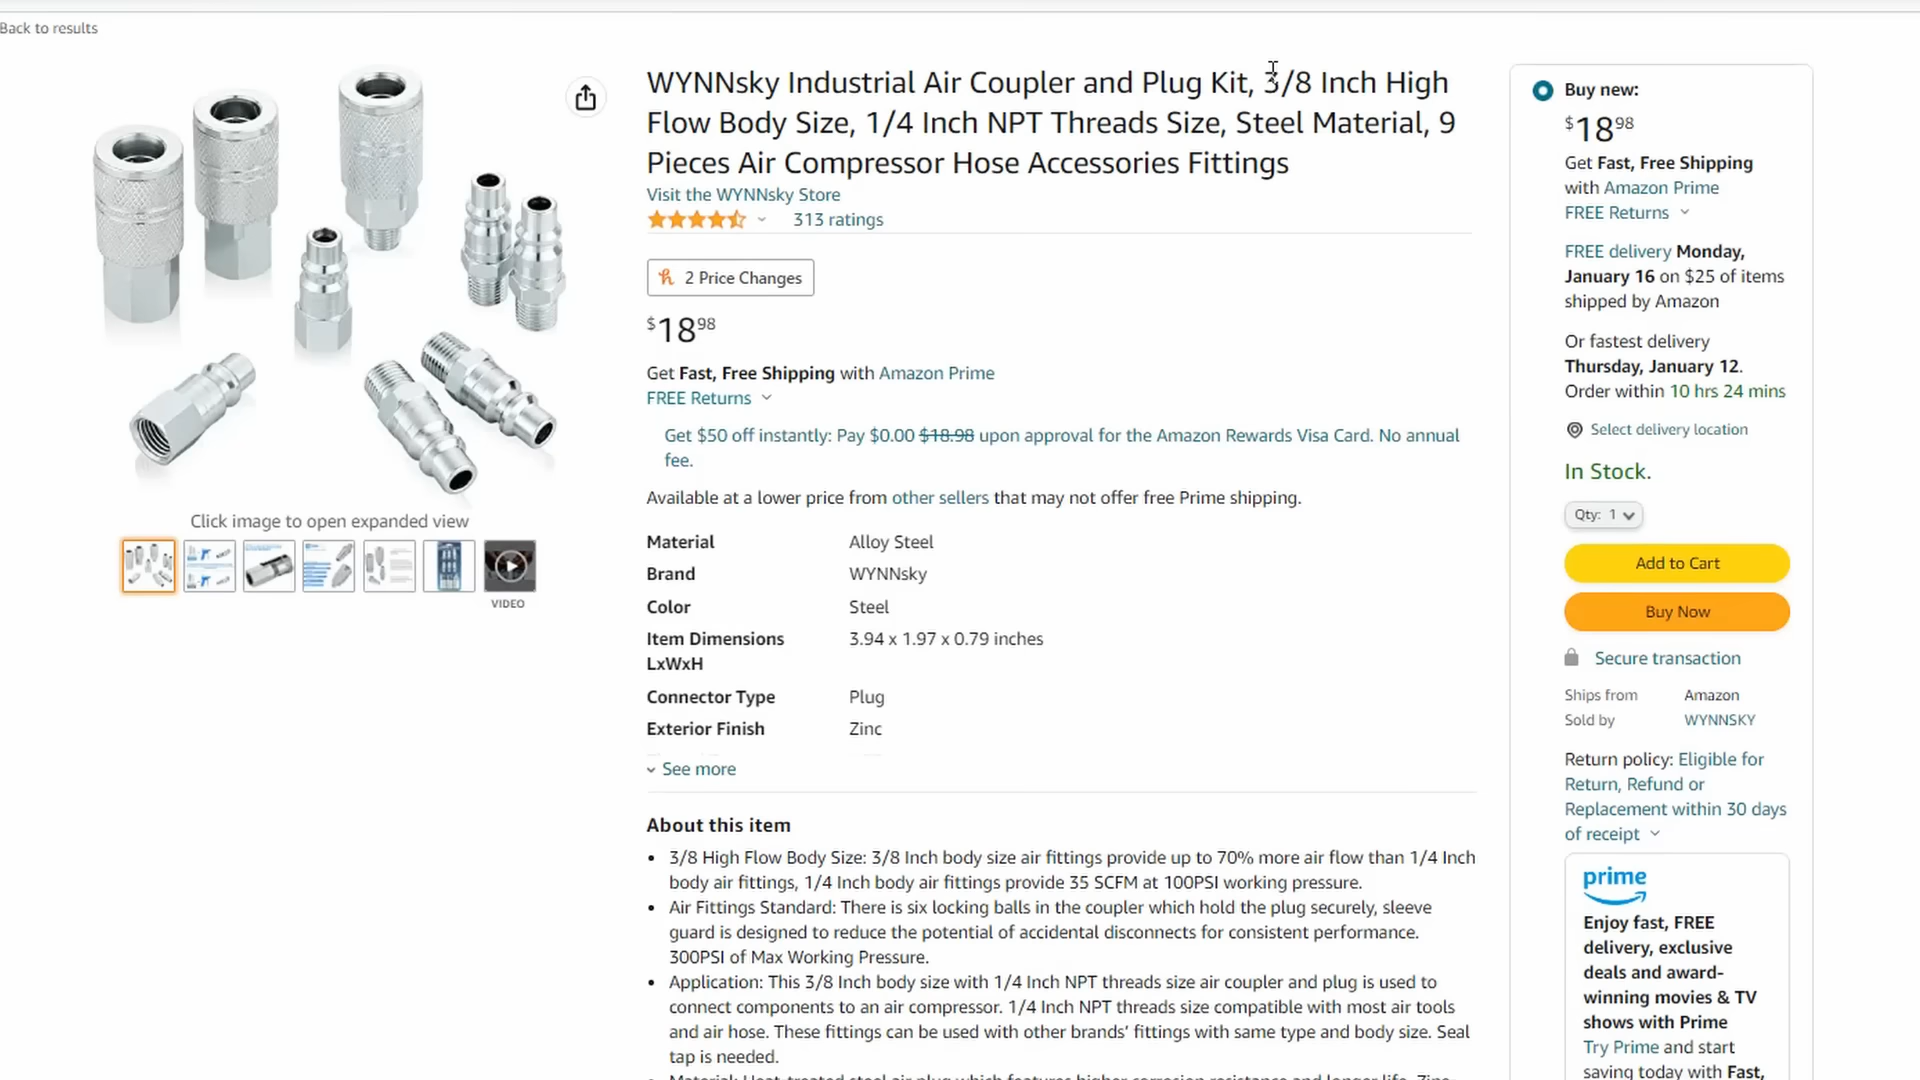 Back to results
WYNNsky Industrial Air Coupler and Plug Kit, 3/8 Inch High
Flow Body Size, 1/4 Inch NPT Threads Size, Steel Material, 9
Pieces Air Compressor Hose Accessories Fittings
Visit the WYNNsky Store
313 ratings
2 Price Changes
$18 98
Get Fast, Free Shipping with Amazon Prime
FREE Returns
Get $50 off instantly: Pay $0.00 $18.98 upon approval for the Amazon Rewards Visa Card. No annual
fee.
Available at a lower price from other sellers that may not offer free Prime shipping.
Click image to open expanded view
VIDEO
Material Alloy Steel
Brand WYNNsky
Color Steel
Item Dimensions 3.94 x 1.97 x 0.79 inches
LxWxH
Connector Type Plug
Exterior Finish Zinc
See more
About this item
• 3/8 High Flow Body Size: 3/8 Inch body size air fittings provide up to 70% more air flow than 1/4 Inch
body air fittings, 1/4 Inch body air fittings provide 35 SCFM at 100PSI working pressure.
• Air Fittings Standard: There is six locking balls in the coupler which hold the plug securely, sleeve
guard is designed to reduce the potential of accidental disconnects for consistent performance.
300PSI of Max Working Pressure.
• Application: This 3/8 Inch body size with 1/4 Inch NPT threads size air coupler and plug is used to
connect components to an air compressor. 1/4 Inch NPT threads size compatible with most air tools
and air hose. These fittings can be used with other brands' fittings with same type and body size. Seal
tap is needed.
• Material: Heat-treated steel air plug which features higher corrosion resistance and longer life. Zinc
Buy new:
$18 98
Get Fast, Free Shipping
with Amazon Prime
FREE Returns
FREE delivery Monday,
January 16 on $25 of items
shipped by Amazon
Or fastest delivery
Thursday, January 12.
Order within 10 hrs 24 mins
Select delivery location
In Stock.
Qty: 1
Add to Cart
Buy Now
Secure transaction
Ships from Amazon
Sold by WYNNSKY
Return policy: Eligible for
Return, Refund or
Replacement within 30 days
of receipt
prime
Enjoy fast, FREE
delivery, exclusive
deals and award-
winning movies & TV
shows with Prime
Try Prime and start
saving today with Fast,